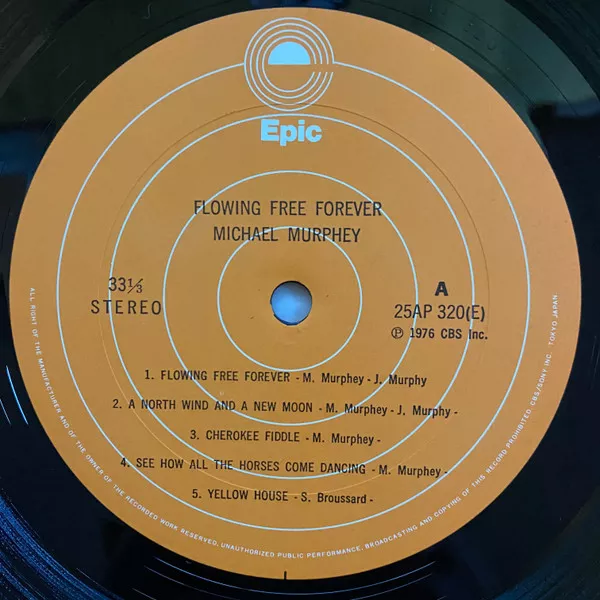 Epic
FLOWING FREE FOREVER
MICHAEL MURPHEY
33⅓
STEREO
A
25AP 320(E)
Ⓟ 1976 CBS Inc.
1. FLOWING FREE FOREVER - M. Murphey - J. Murphy
2. A NORTH WIND AND A NEW MOON - M. Murphey - J. Murphy -
3. CHEROKEE FIDDLE - M. Murphey -
4. SEE HOW ALL THE HORSES COME DANCING - M. Murphey -
5. YELLOW HOUSE - S. Broussard -
ALL RIGHT OF THE MANUFACTURER AND OF THE OWNER OF THE RECORDED WORK RESERVED. UNAUTHORIZED PUBLIC PERFORMANCE. BROADCASTING AND COPYING OF THIS RECORD PROHIBITED. CBS/SONY INC. TOKYO JAPAN